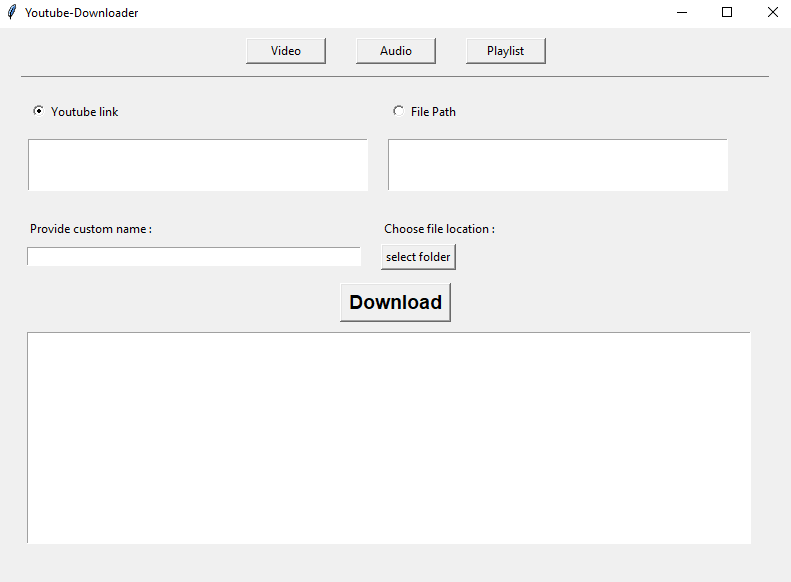 Youtube-Downloader
Video Audio Playlist
Youtube link File Path
Provide custom name : Choose file location :
select folder
Download